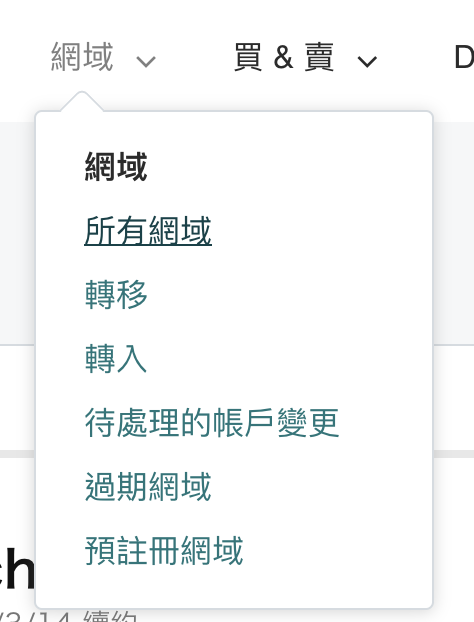 網域
買 & 賣
D
網域
所有網域
轉移
轉入
待處理的帳戶變更
過期網域
預註冊網域
ch
/3/14 續約